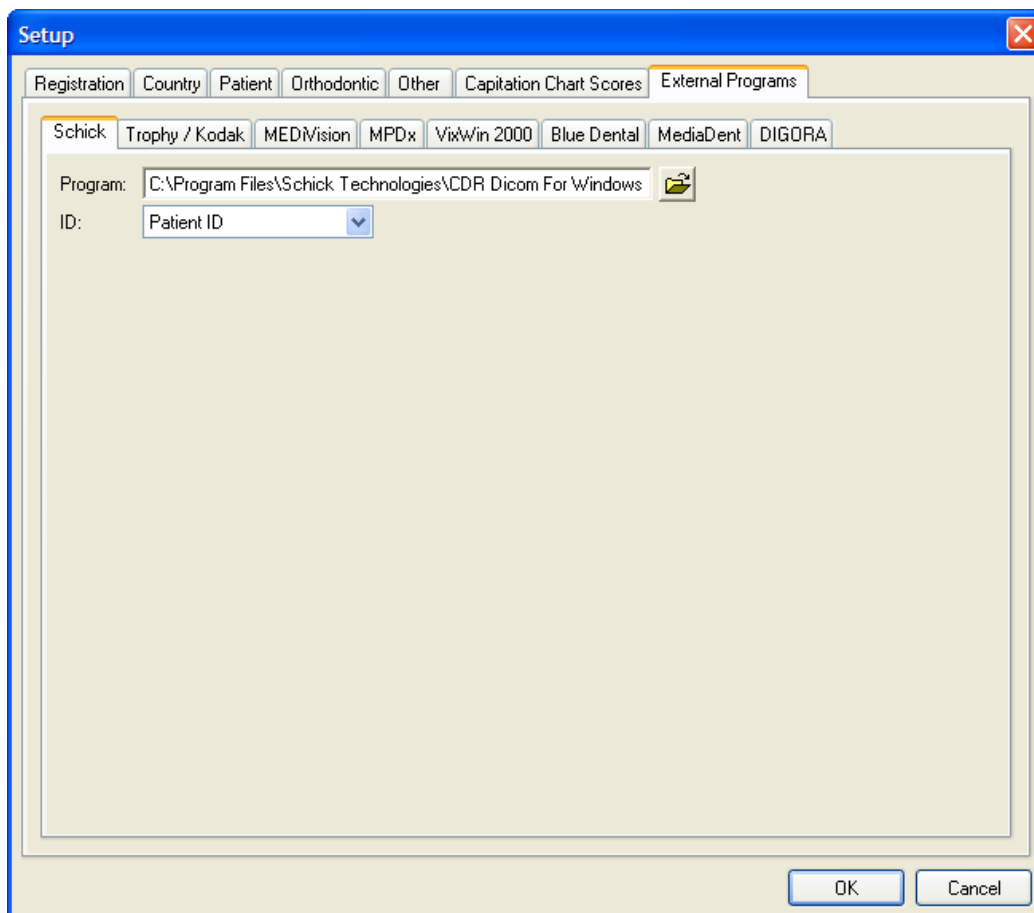 Setup
Registration Country Patient Orthodontic Other Capitation Chart Scores External Programs
Schick Trophy / Kodak MEDiVision MPDx VixWin 2000 Blue Dental MediaDent DIGORA
Program: C:\Program Files\Schick Technologies\CDR Dicom For Windows
ID: Patient ID
OK Cancel